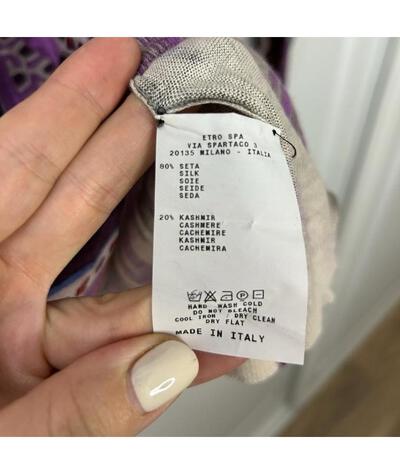 ETRO SPA
VIA SPARTACO 3
20135 MILANO - ITALIA
80% SETA
SILK
SOIE
SEIDE
SEDA
20% KASHMIR
CASHMERE
CACHEMIRE
KASHMIR
CACHEMIRA
HAND WASH COLD
DO NOT BLEACH
COOL IRON / DRY CLEAN
DRY FLAT
MADE IN ITALY